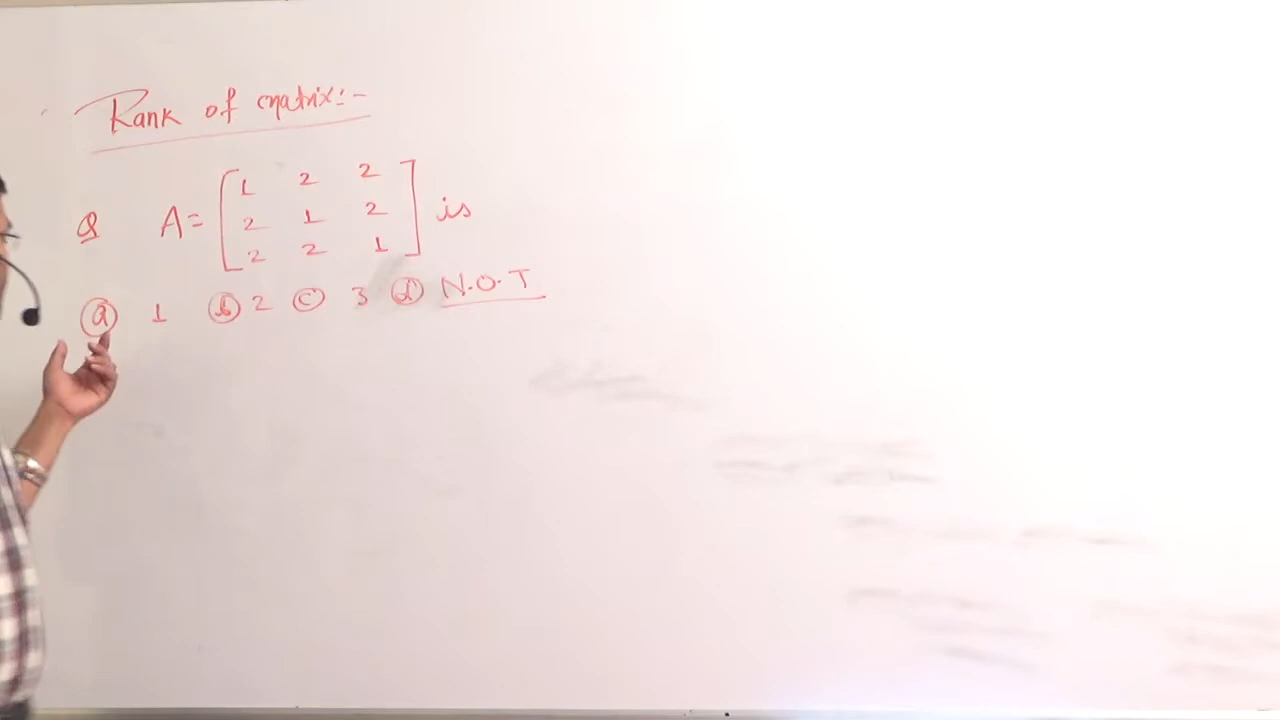 Rank of matrix:-
Q A = [ 1 2 2
2 1 2
2 2 1 ] is
(a) 1 (b) 2 (c) 3 (d) N.O.T